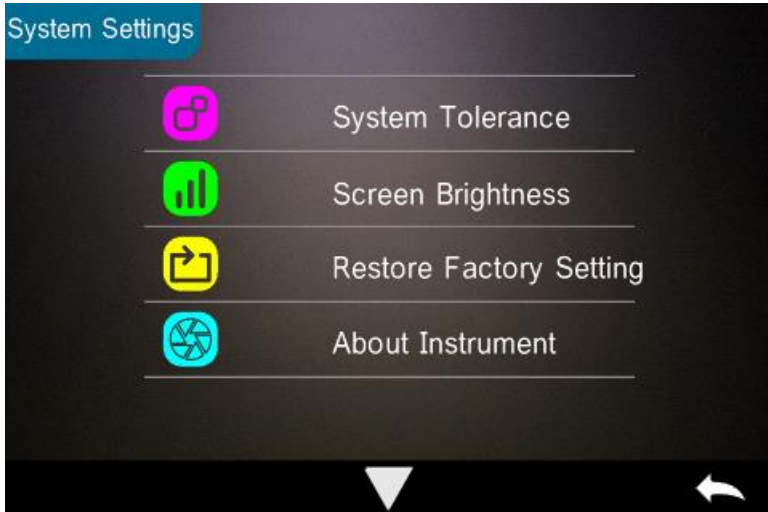 System Settings
System Tolerance
Screen Brightness
Restore Factory Setting
About Instrument